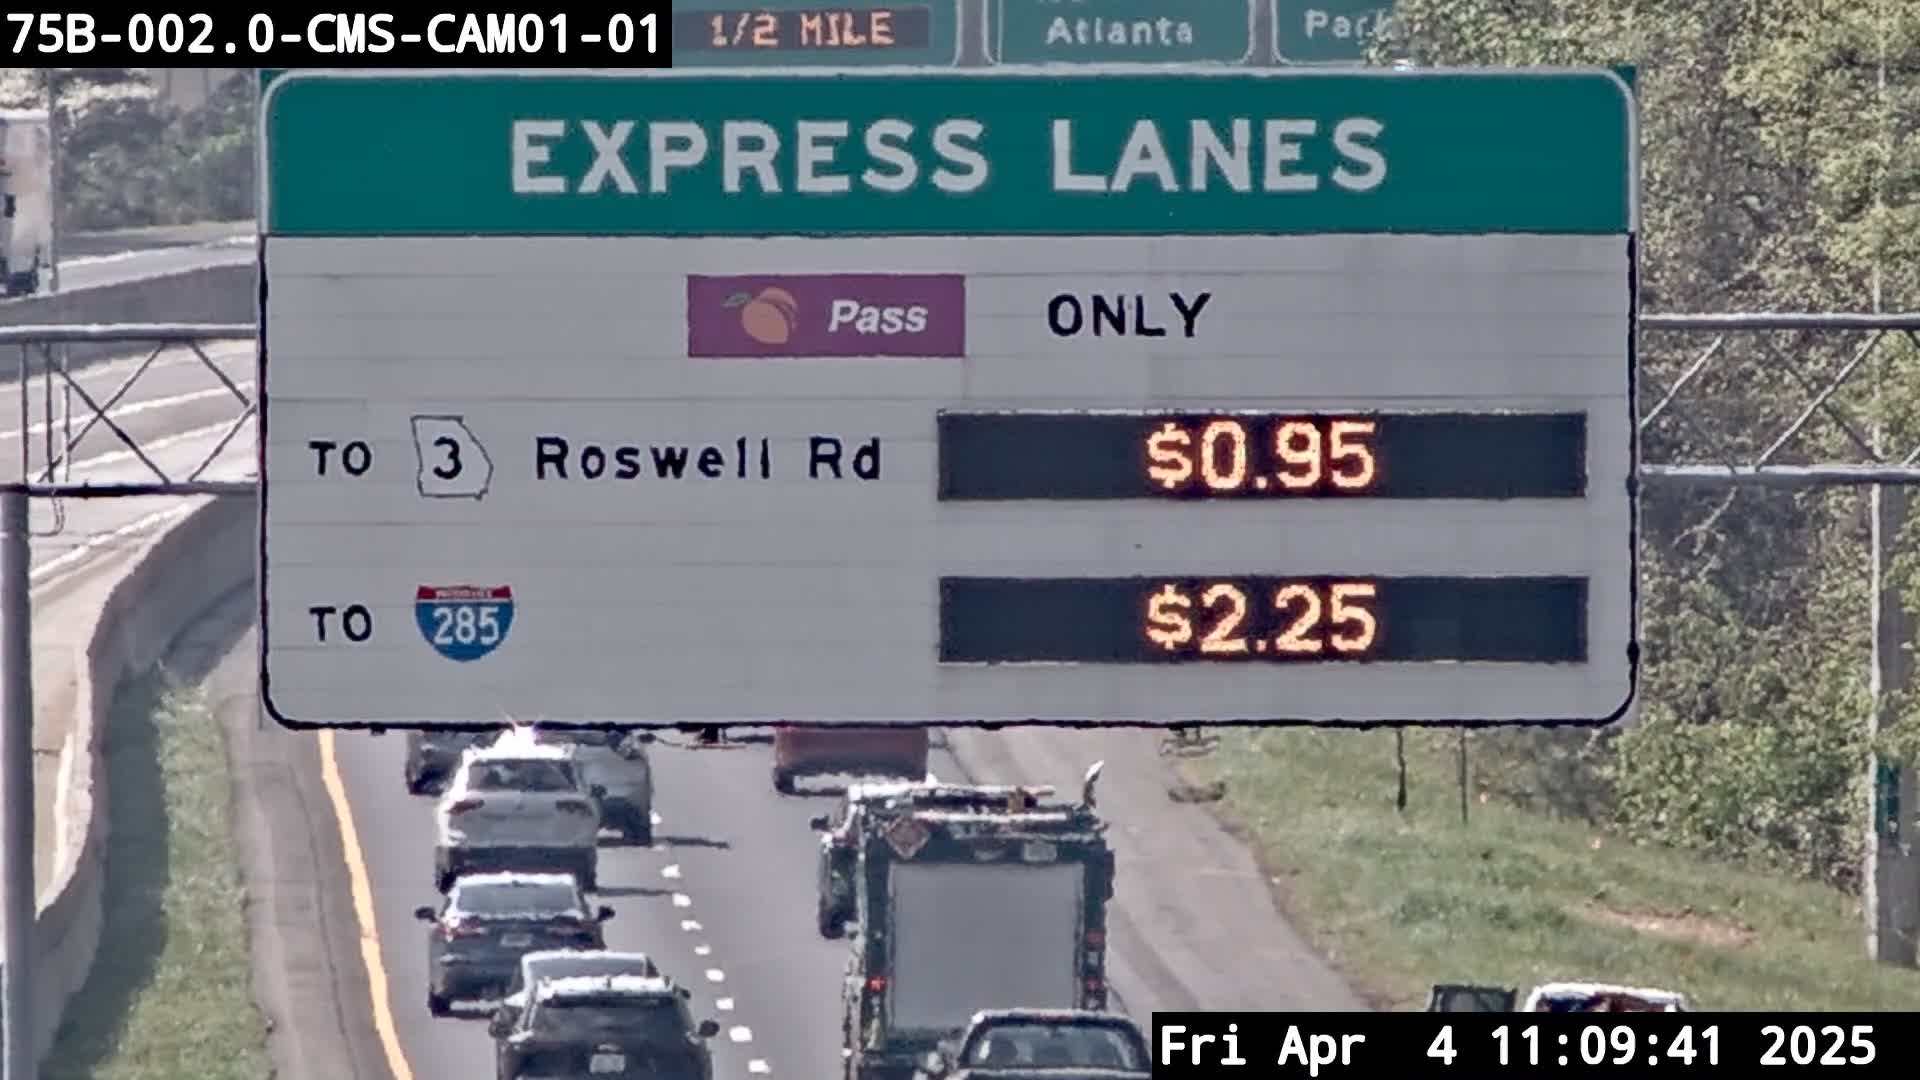 75B-002.0-CMS-CAM01-01
1/2 MILE
Atlanta
EXPRESS LANES
Pass ONLY
TO 3 Roswell Rd $0.95
TO 285 $2.25
Fri Apr 4 11:09:41 2025